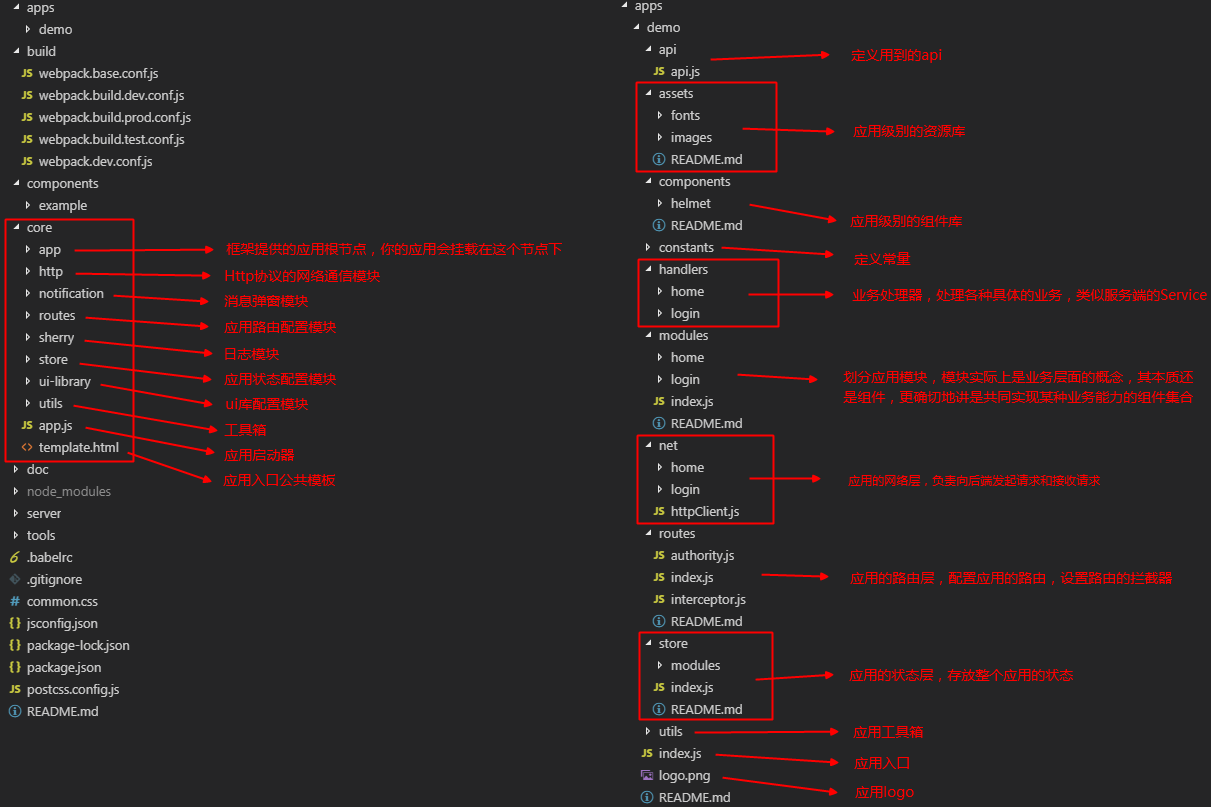 apps
demo
build
JS webpack.base.conf.js
JS webpack.build.dev.conf.js
JS webpack.build.prod.conf.js
JS webpack.build.test.conf.js
JS webpack.dev.conf.js
components
example
core
app 框架提供的应用根节点，你的应用会挂载在这个节点下
http Http协议的网络通信模块
notification 消息弹窗模块
routes 应用路由配置模块
sherry 日志模块
store 应用状态配置模块
ui-library ui库配置模块
utils 工具箱
JS app.js 应用启动器
<> template.html 应用入口公共模板
doc
node_modules
server
tools
.babelrc
.gitignore
# common.css
{} jsconfig.json
{} package-lock.json
{} package.json
JS postcss.config.js
README.md
apps
demo
api
JS api.js 定义用到的api
assets
fonts
images 应用级别的资源库
README.md
components
helmet 应用级别的组件库
README.md
constants 定义常量
handlers
home 业务处理器，处理各种具体的业务，类似服务端的Service
login
modules
home
login 划分应用模块，模块实际上是业务层面的概念，其本质还
JS index.js 是组件，更确切地讲是共同实现某种业务能力的组件集合
README.md
net
home
login 应用的网络层，负责向后端发起请求和接收请求
JS httpClient.js
routes
JS authority.js
JS index.js 应用的路由层，配置应用的路由，设置路由的拦截器
JS interceptor.js
README.md
store
modules
JS index.js 应用的状态层，存放整个应用的状态
README.md
utils 应用工具箱
JS index.js 应用入口
logo.png 应用logo
README.md